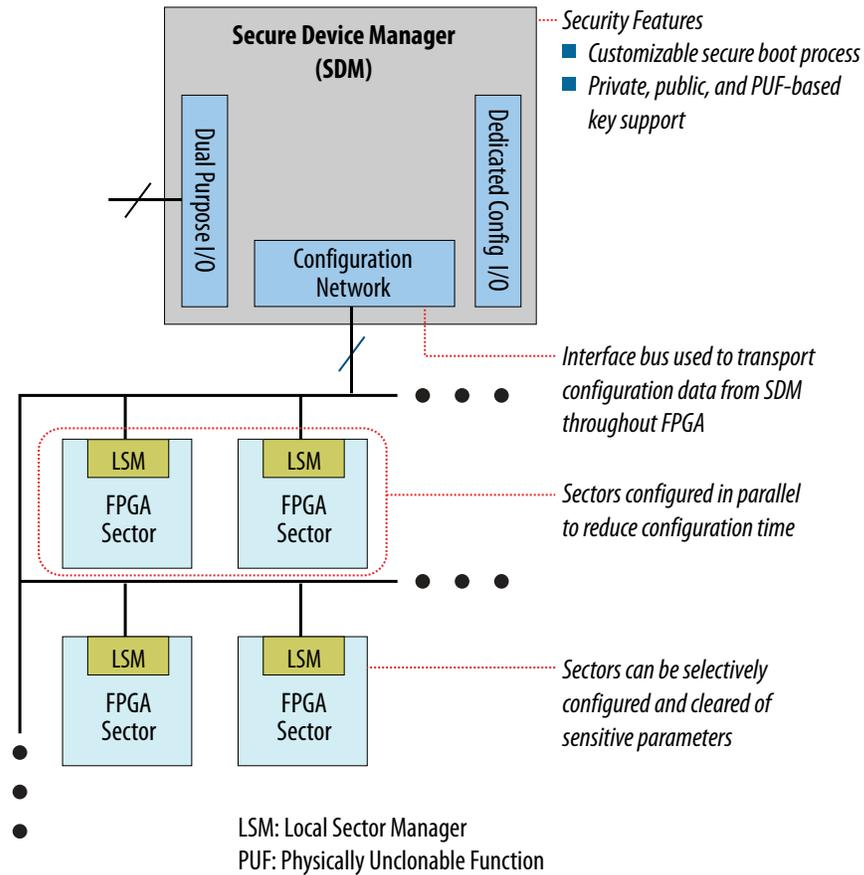 Secure Device Manager
(SDM)
Dual Purpose I/O
Dedicated Config I/O
Configuration
Network
Security Features
Customizable secure boot process
Private, public, and PUF-based
key support
Interface bus used to transport
configuration data from SDM
throughout FPGA
LSM
FPGA
Sector
LSM
FPGA
Sector
Sectors configured in parallel
to reduce configuration time
LSM
FPGA
Sector
LSM
FPGA
Sector
Sectors can be selectively
configured and cleared of
sensitive parameters
LSM: Local Sector Manager
PUF: Physically Unclonable Function